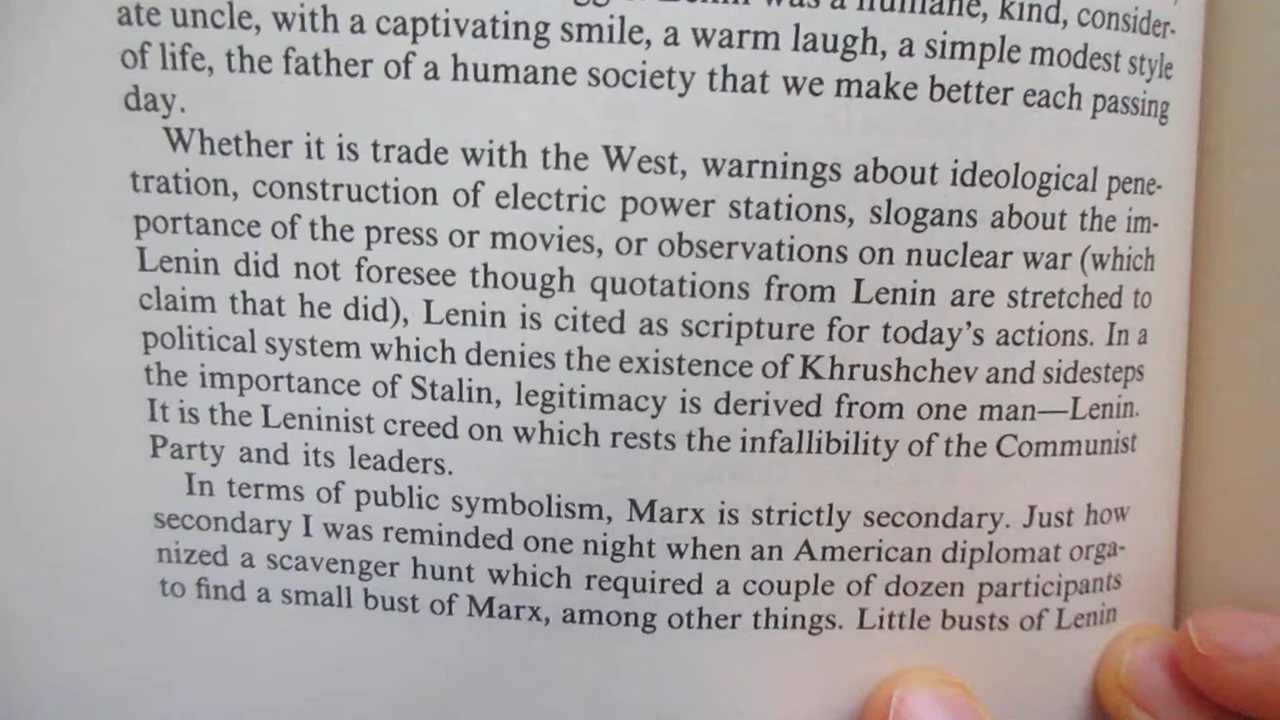 was a humane, kind, consider-
ate uncle, with a captivating smile, a warm laugh, a simple modest style
of life, the father of a humane society that we make better each passing
day.
Whether it is trade with the West, warnings about ideological pene-
tration, construction of electric power stations, slogans about the im-
portance of the press or movies, or observations on nuclear war (which
Lenin did not foresee though quotations from Lenin are stretched to
claim that he did), Lenin is cited as scripture for today's actions. In a
political system which denies the existence of Khrushchev and sidesteps
the importance of Stalin, legitimacy is derived from one man—Lenin.
It is the Leninist creed on which rests the infallibility of the Communist
Party and its leaders.
In terms of public symbolism, Marx is strictly secondary. Just how
secondary I was reminded one night when an American diplomat orga-
nized a scavenger hunt which required a couple of dozen participants
to find a small bust of Marx, among other things. Little busts of Lenin